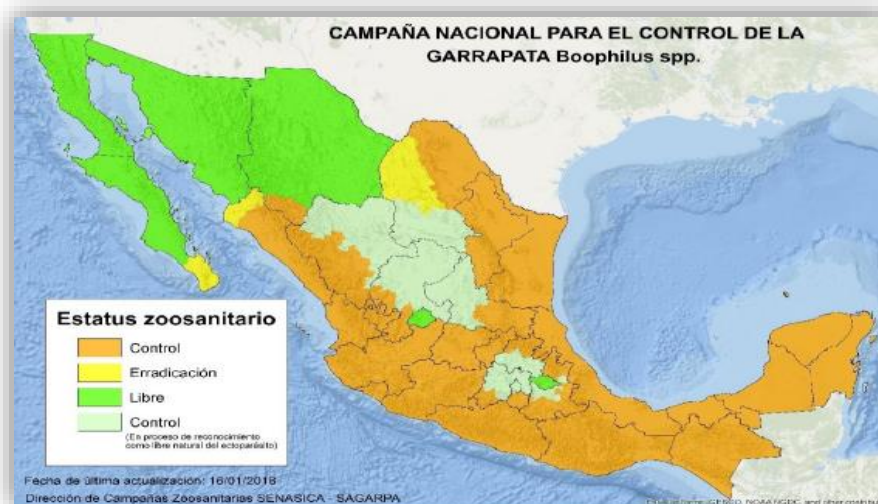 CAMPAÑA NACIONAL PARA EL CONTROL DE LA
GARRAPATA Boophilus spp.
Estatus zoosanitario
Control
Erradicación
Libre
Control
(En proceso de reconocimiento
como libre natural del ectoparásito)
Fecha de última actualización: 16/01/2018
Dirección de Campañas Zoosanitarias SENASICA - SAGARPA